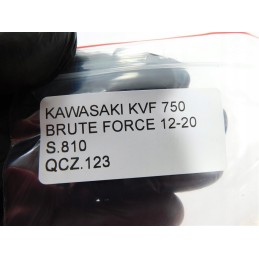 KAWASAKI KVF 750
BRUTE FORCE 12-20
S.810
QCZ.123